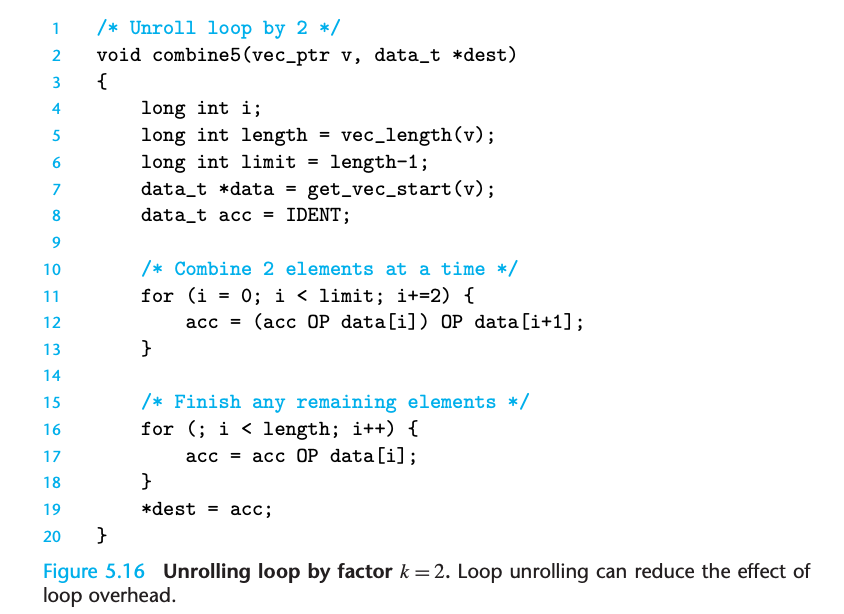 1 /* Unroll loop by 2 */
2 void combine5(vec_ptr v, data_t *dest)
3 {
4     long int i;
5     long int length = vec_length(v);
6     long int limit = length-1;
7     data_t *data = get_vec_start(v);
8     data_t acc = IDENT;
9
10     /* Combine 2 elements at a time */
11     for (i = 0; i < limit; i+=2) {
12         acc = (acc OP data[i]) OP data[i+1];
13     }
14
15     /* Finish any remaining elements */
16     for (; i < length; i++) {
17         acc = acc OP data[i];
18     }
19     *dest = acc;
20 }
Figure 5.16 Unrolling loop by factor k = 2. Loop unrolling can reduce the effect of
loop overhead.